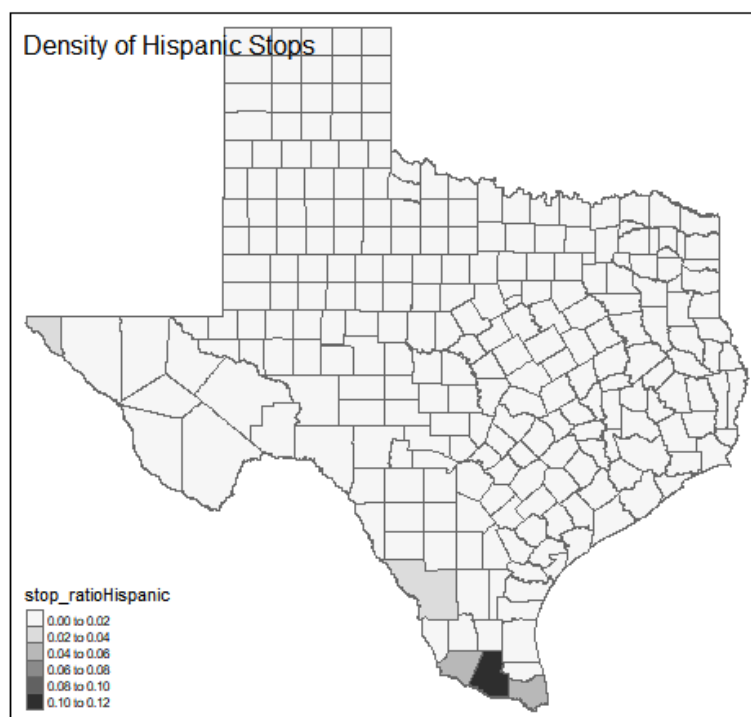 Density of Hispanic Stops
stop_ratioHispanic
0.00 to 0.02
0.02 to 0.04
0.04 to 0.06
0.06 to 0.08
0.08 to 0.10
0.10 to 0.12